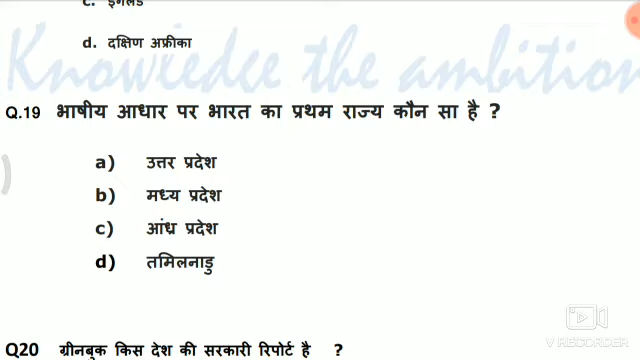 c. इंगलैंड
d. दक्षिण अफ्रीका
Knowledge the ambition
Q.19 भाषीय आधार पर भारत का प्रथम राज्य कौन सा है ?
a) उत्तर प्रदेश
b) मध्य प्रदेश
c) आंध्र प्रदेश
d) तमिलनाडु
Q20 ग्रीनबुक किस देश की सरकारी रिपोर्ट है ?
V RECORDER